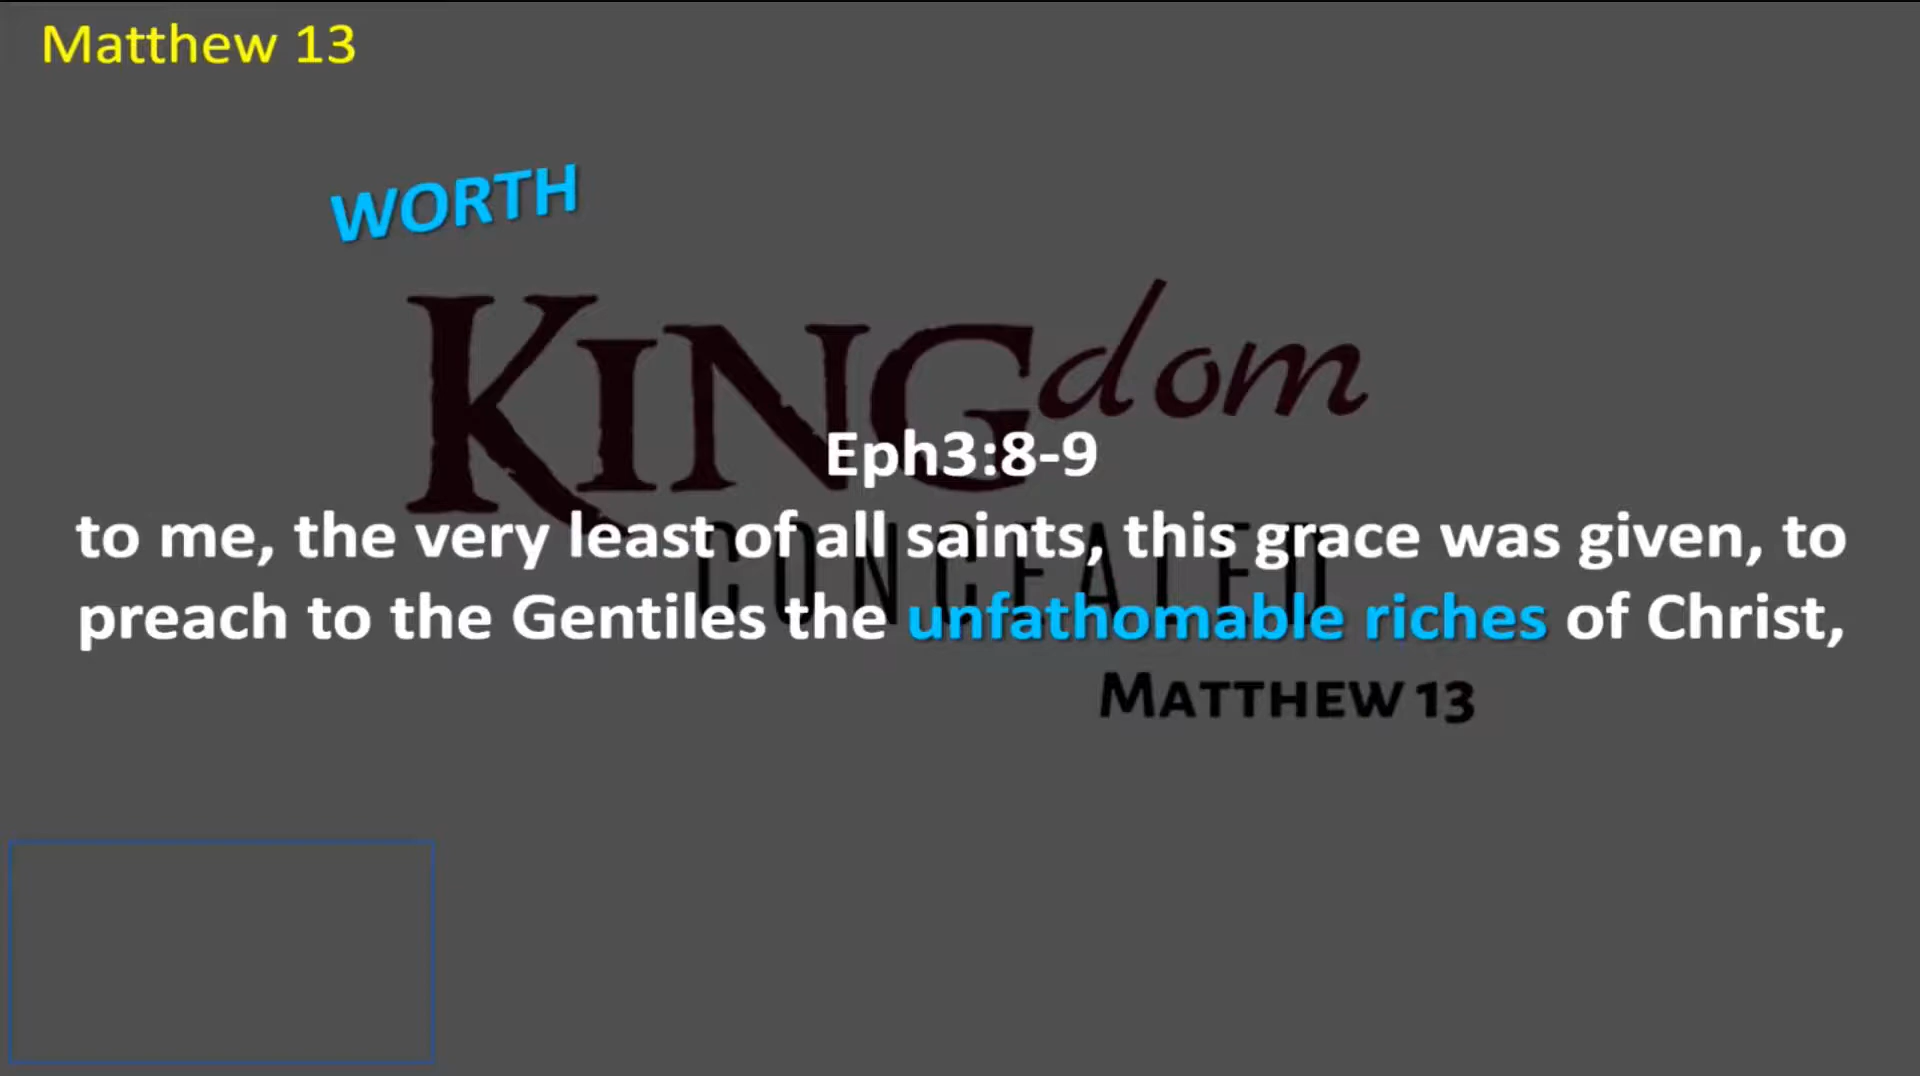 Matthew 13
WORTH
KINGdom
Eph3:8-9
to me, the very least of all saints, this grace was given, to
CONCEALED
preach to the Gentiles the unfathomable riches of Christ,
MATTHEW 13